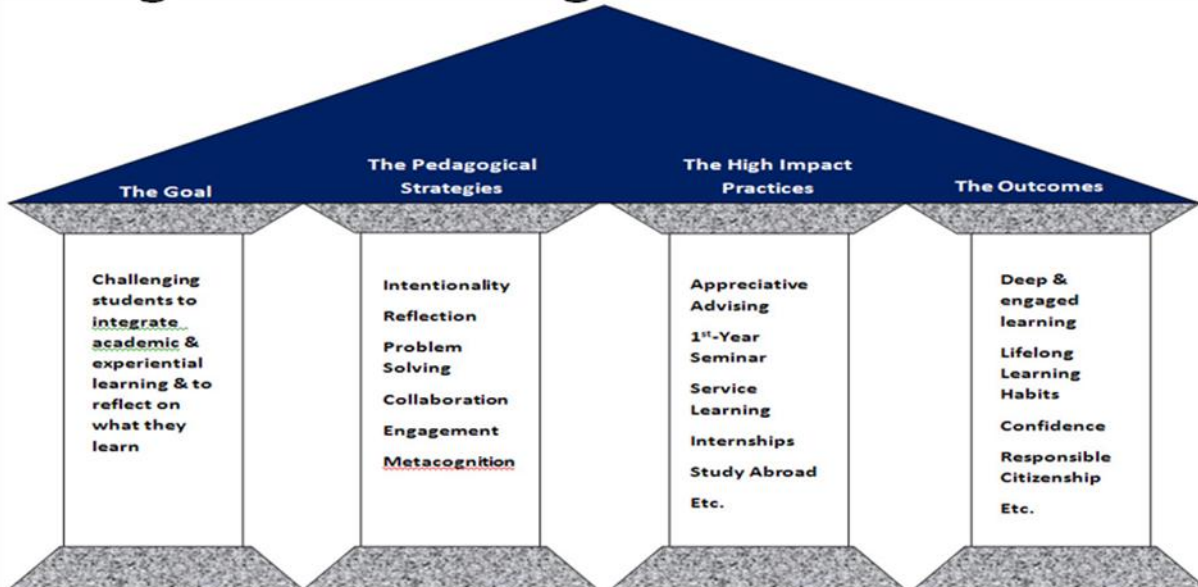 The Goal
The Pedagogical
Strategies
The High Impact
Practices
The Outcomes
Challenging
students to
integrate
academic &
experiential
learning & to
reflect on
what they
learn
Intentionality
Reflection
Problem
Solving
Collaboration
Engagement
Metacognition
Appreciative
Advising
1st-Year
Seminar
Service
Learning
Internships
Study Abroad
Etc.
Deep &
engaged
learning
Lifelong
Learning
Habits
Confidence
Responsible
Citizenship
Etc.